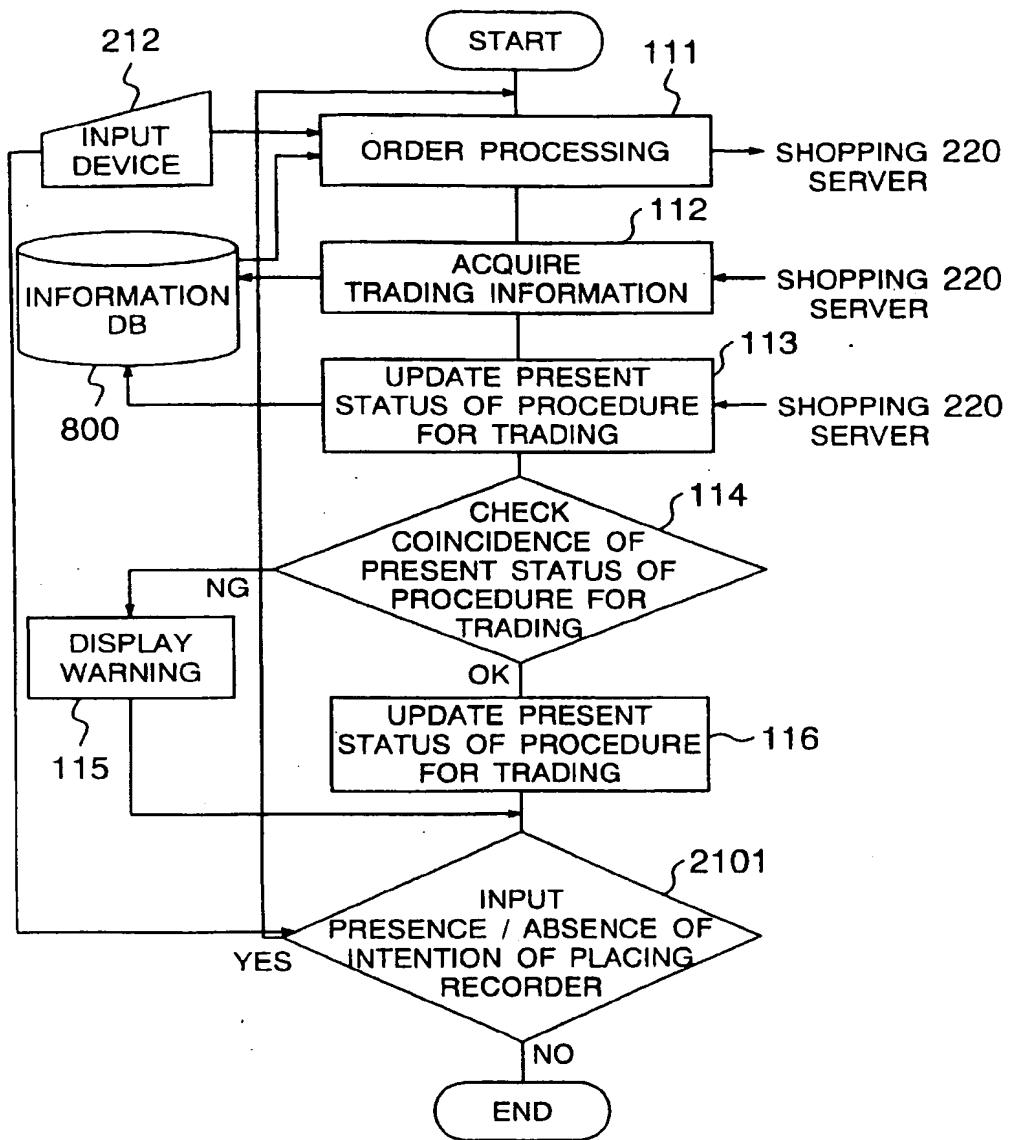 START
212
111
INPUT
DEVICE
ORDER PROCESSING
SHOPPING 220
SERVER
112
ACQUIRE
TRADING INFORMATION
SHOPPING 220
SERVER
INFORMATION
DB
800
113
UPDATE PRESENT
STATUS OF PROCEDURE
FOR TRADING
SHOPPING 220
SERVER
114
CHECK
COINCIDENCE OF
PRESENT STATUS OF
PROCEDURE FOR
TRADING
NG
DISPLAY
WARNING
115
OK
UPDATE PRESENT
STATUS OF PROCEDURE
FOR TRADING
116
2101
INPUT
PRESENCE / ABSENCE OF
INTENTION OF PLACING
RECORDER
YES
NO
END